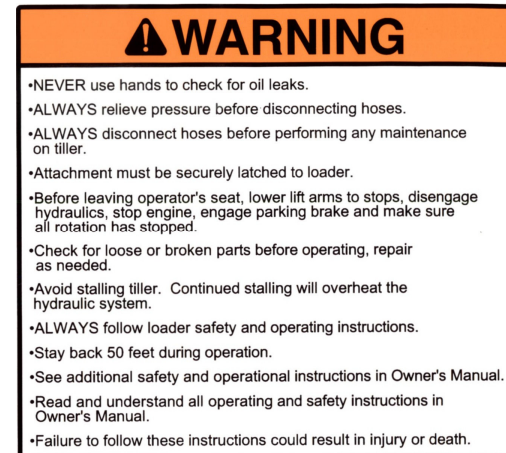 WARNING
•NEVER use hands to check for oil leaks.
•ALWAYS relieve pressure before disconnecting hoses.
•ALWAYS disconnect hoses before performing any maintenance
on tiller.
•Attachment must be securely latched to loader.
•Before leaving operator's seat, lower lift arms to stops, disengage
hydraulics, stop engine, engage parking brake and make sure
all rotation has stopped.
•Check for loose or broken parts before operating, repair
as needed.
•Avoid stalling tiller.  Continued stalling will overheat the
hydraulic system.
•ALWAYS follow loader safety and operating instructions.
•Stay back 50 feet during operation.
•See additional safety and operational instructions in Owner's Manual.
•Read and understand all operating and safety instructions in
Owner's Manual.
•Failure to follow these instructions could result in injury or death.